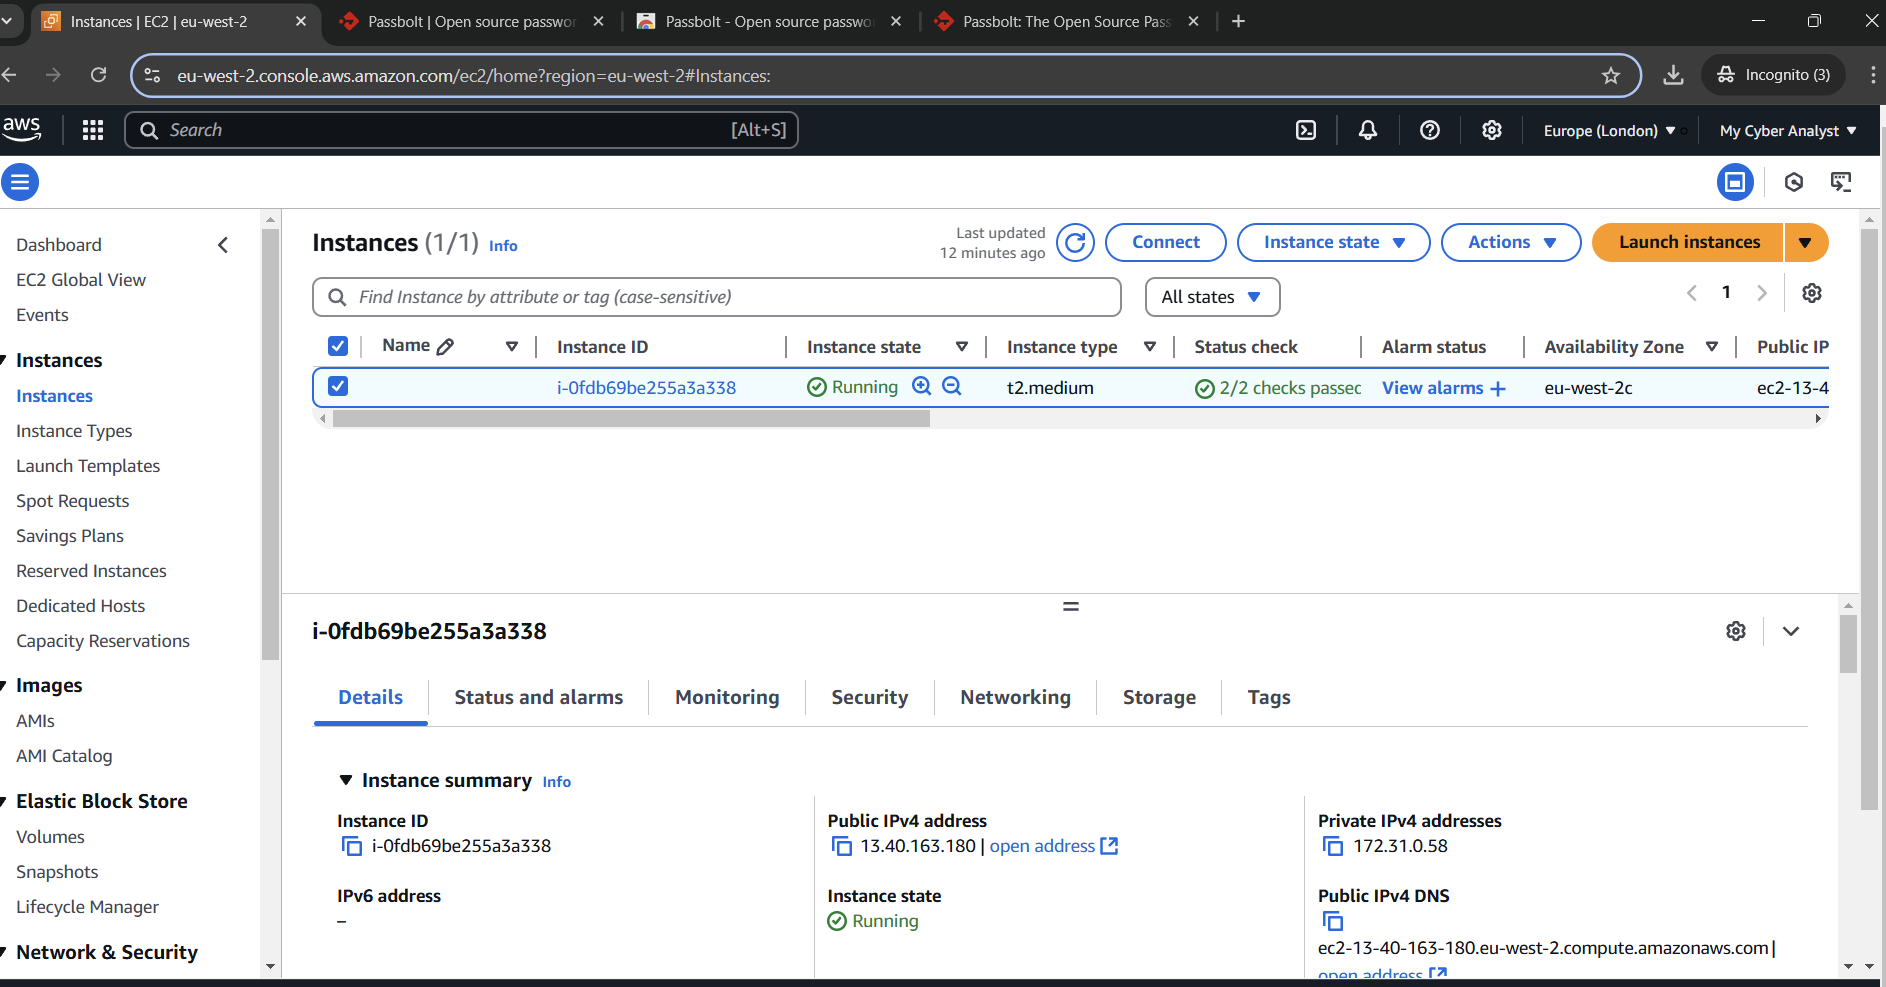 Instances | EC2 | eu-west-2
Passbolt | Open source passwor
Passbolt - Open source passwo
Passbolt: The Open Source Pass
eu-west-2.console.aws.amazon.com/ec2/home?region=eu-west-2#Instances:
Incognito (3)
aws
Search
[Alt+S]
Europe (London)
My Cyber Analyst
Dashboard
EC2 Global View
Events
Instances
Instances
Instance Types
Launch Templates
Spot Requests
Savings Plans
Reserved Instances
Dedicated Hosts
Capacity Reservations
Images
AMIs
AMI Catalog
Elastic Block Store
Volumes
Snapshots
Lifecycle Manager
Network & Security
Instances (1/1) Info
Last updated
12 minutes ago
Connect
Instance state
Actions
Launch instances
Find Instance by attribute or tag (case-sensitive)
All states
1
Name Instance ID Instance state Instance type Status check Alarm status Availability Zone Public IP
i-0fdb69be255a3a338 Running t2.medium 2/2 checks passec View alarms + eu-west-2c ec2-13-4
i-0fdb69be255a3a338
Details Status and alarms Monitoring Security Networking Storage Tags
Instance summary Info
Instance ID
i-0fdb69be255a3a338
Public IPv4 address
13.40.163.180 | open address
Private IPv4 addresses
172.31.0.58
IPv6 address
–
Instance state
Running
Public IPv4 DNS
ec2-13-40-163-180.eu-west-2.compute.amazonaws.com |
open address